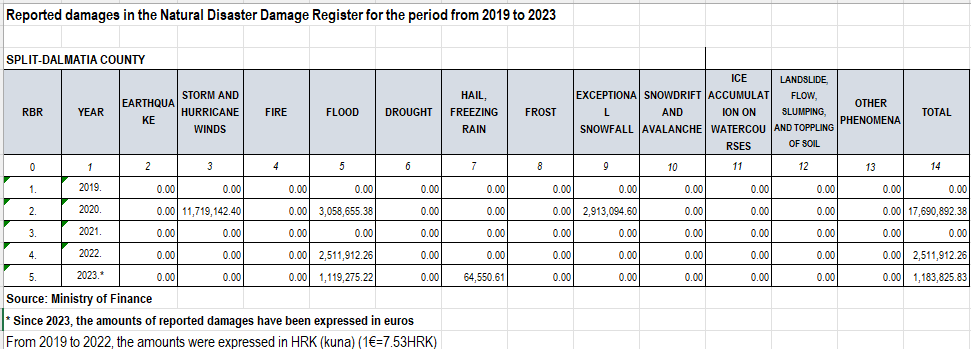 Reported damages in the Natural Disaster Damage Register for the period from 2019 to 2023
SPLIT-DALMATIA COUNTY
RBR YEAR EARTHQUA KE STORM AND HURRICANE WINDS FIRE FLOOD DROUGHT HAIL, FREEZING RAIN FROST EXCEPTIONA L SNOWFALL SNOWDRIFT AND AVALANCHE ICE ACCUMULAT ION ON WATERCOU RSES LANDSLIDE, FLOW, SLUMPING, AND TOPPLING OF SOIL OTHER PHENOMENA TOTAL
0 1 2 3 4 5 6 7 8 9 10 11 12 13 14
1. 2019. 0.00 0.00 0.00 0.00 0.00 0.00 0.00 0.00 0.00 0.00 0.00 0.00 0.00
2. 2020. 0.00 11,719,142.40 0.00 3,058,655.38 0.00 0.00 0.00 2,913,094.60 0.00 0.00 0.00 0.00 17,690,892.38
3. 2021. 0.00 0.00 0.00 0.00 0.00 0.00 0.00 0.00 0.00 0.00 0.00 0.00 0.00
4. 2022. 0.00 0.00 0.00 2,511,912.26 0.00 0.00 0.00 0.00 0.00 0.00 0.00 0.00 2,511,912.26
5. 2023.* 0.00 0.00 0.00 1,119,275.22 0.00 64,550.61 0.00 0.00 0.00 0.00 0.00 0.00 1,183,825.83
Source: Ministry of Finance
* Since 2023, the amounts of reported damages have been expressed in euros
From 2019 to 2022, the amounts were expressed in HRK (kuna) (1€=7.53HRK)